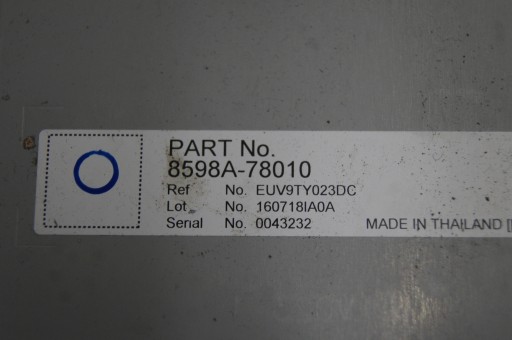 PART No.
8598A-78010
Ref No. EUV9TY023DC
Lot No. 160718IA0A
Serial No. 0043232
MADE IN THAILAND [